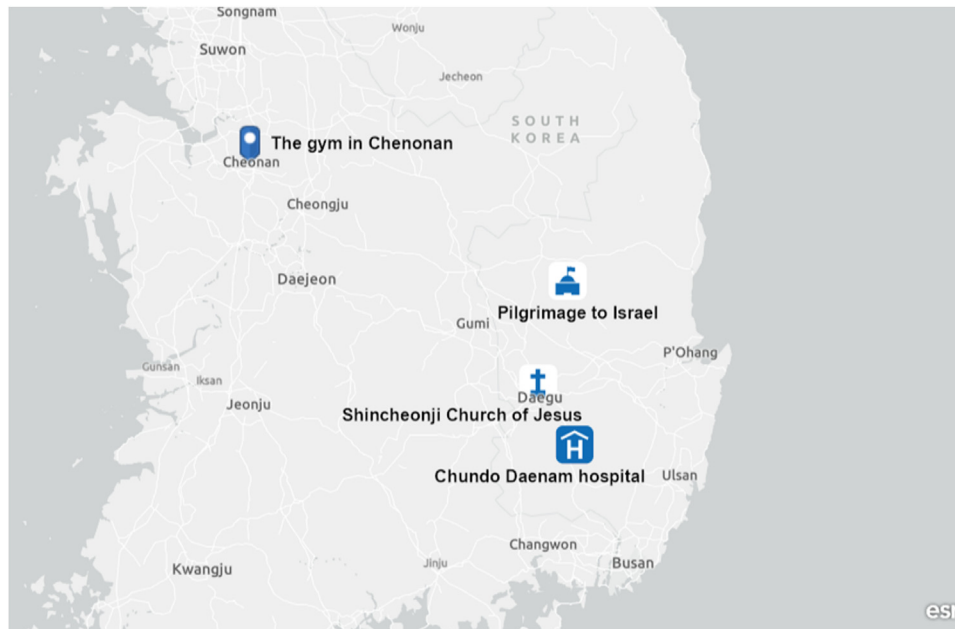 Songnam
Wonju
Suwon
Jecheon
SOUTH
KOREA
The gym in Chenonan
Cheonan
Cheongju
Daejeon
Pilgrimage to Israel
Gumi
P'Ohang
Gunsan
Iksan
Daegu
Jeonju
Shincheonji Church of Jesus
H
Chundo Daenam hospital
Ulsan
Changwon
Busan
Jinju
Kwangju